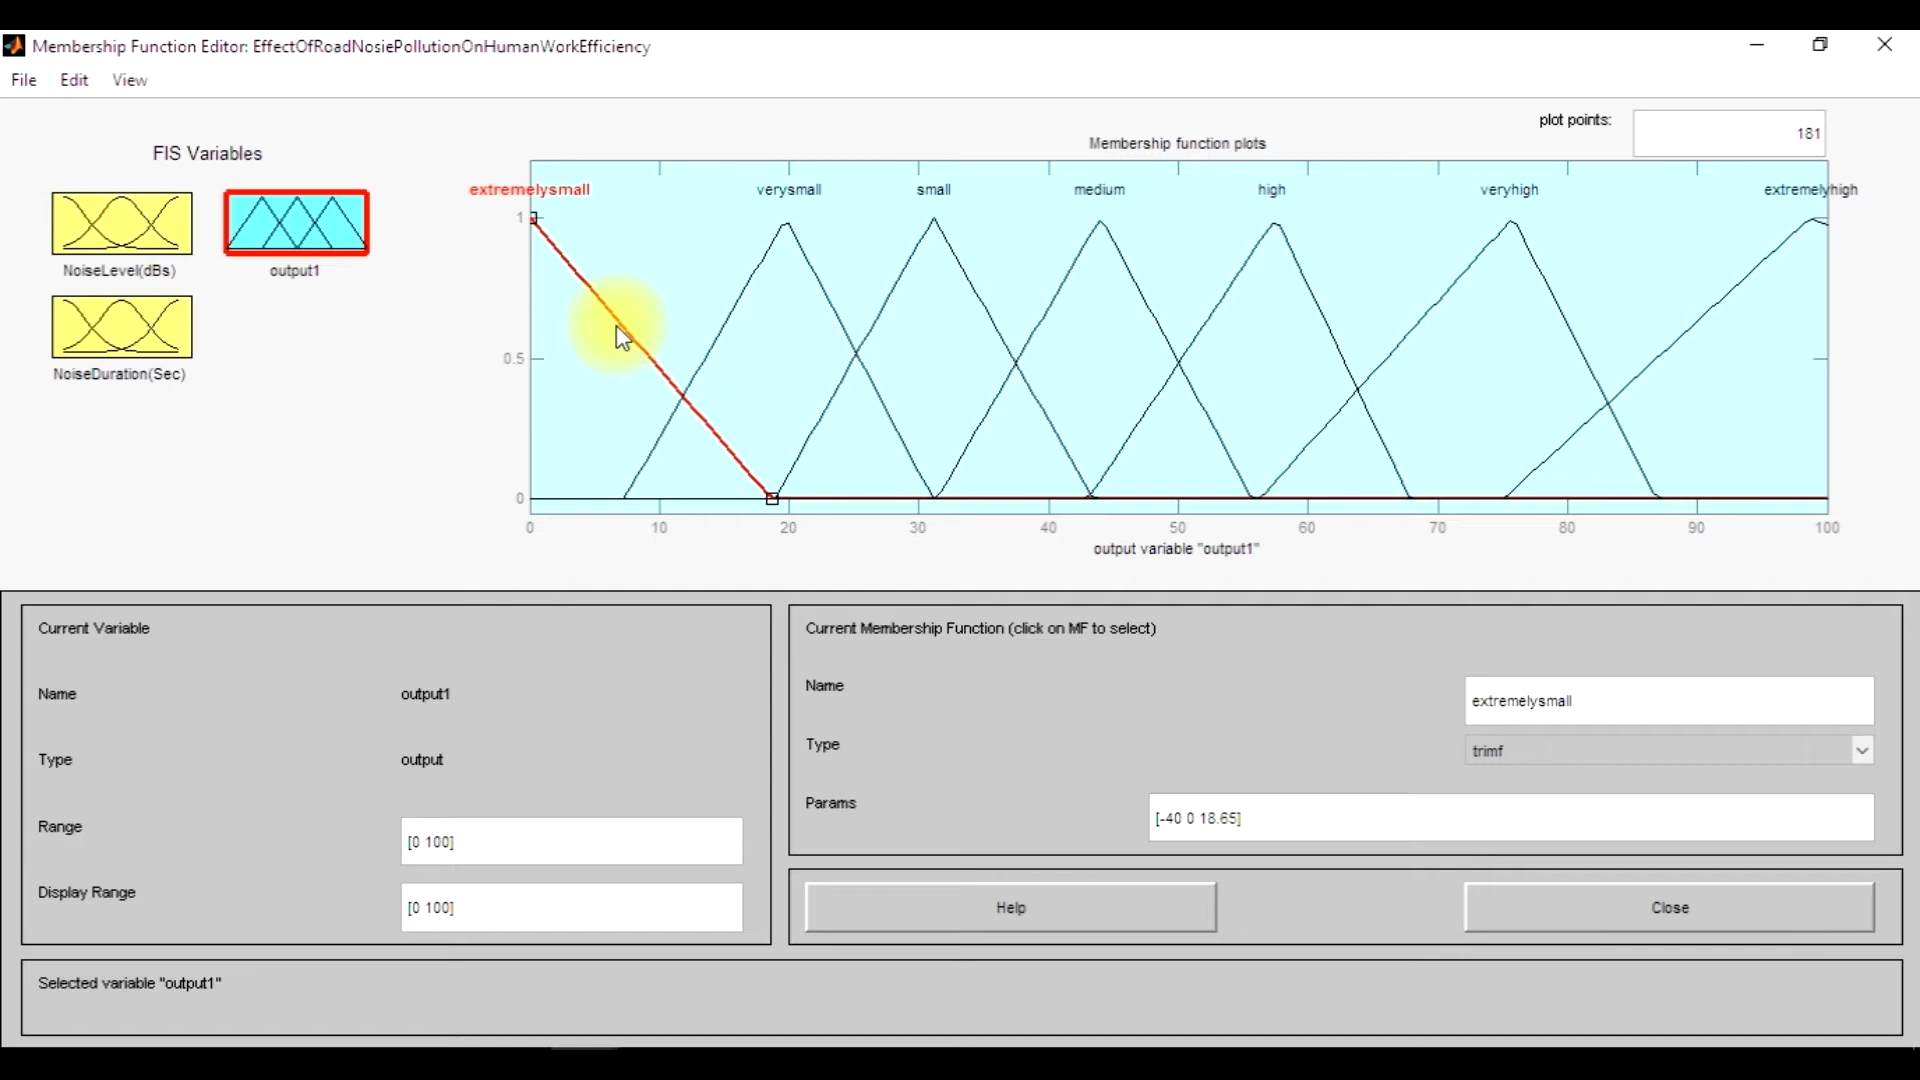 Membership Function Editor: EffectOfRoadNosiePollutionOnHumanWorkEfficiency
File Edit View
plot points:
181
FIS Variables
Membership function plots
extremelysmall verysmall small medium high veryhigh extremelyhigh
1
0.5
0
0 10 20 30 40 50 60 70 80 90 100
output variable "output1"
NoiseLevel(dBs)
output1
NoiseDuration(Sec)
Current Variable
Name output1
Type output
Range [0 100]
Display Range [0 100]
Current Membership Function (click on MF to select)
Name extremelysmall
Type trimf
Params [-40 0 18.65]
Help Close
Selected variable "output1"